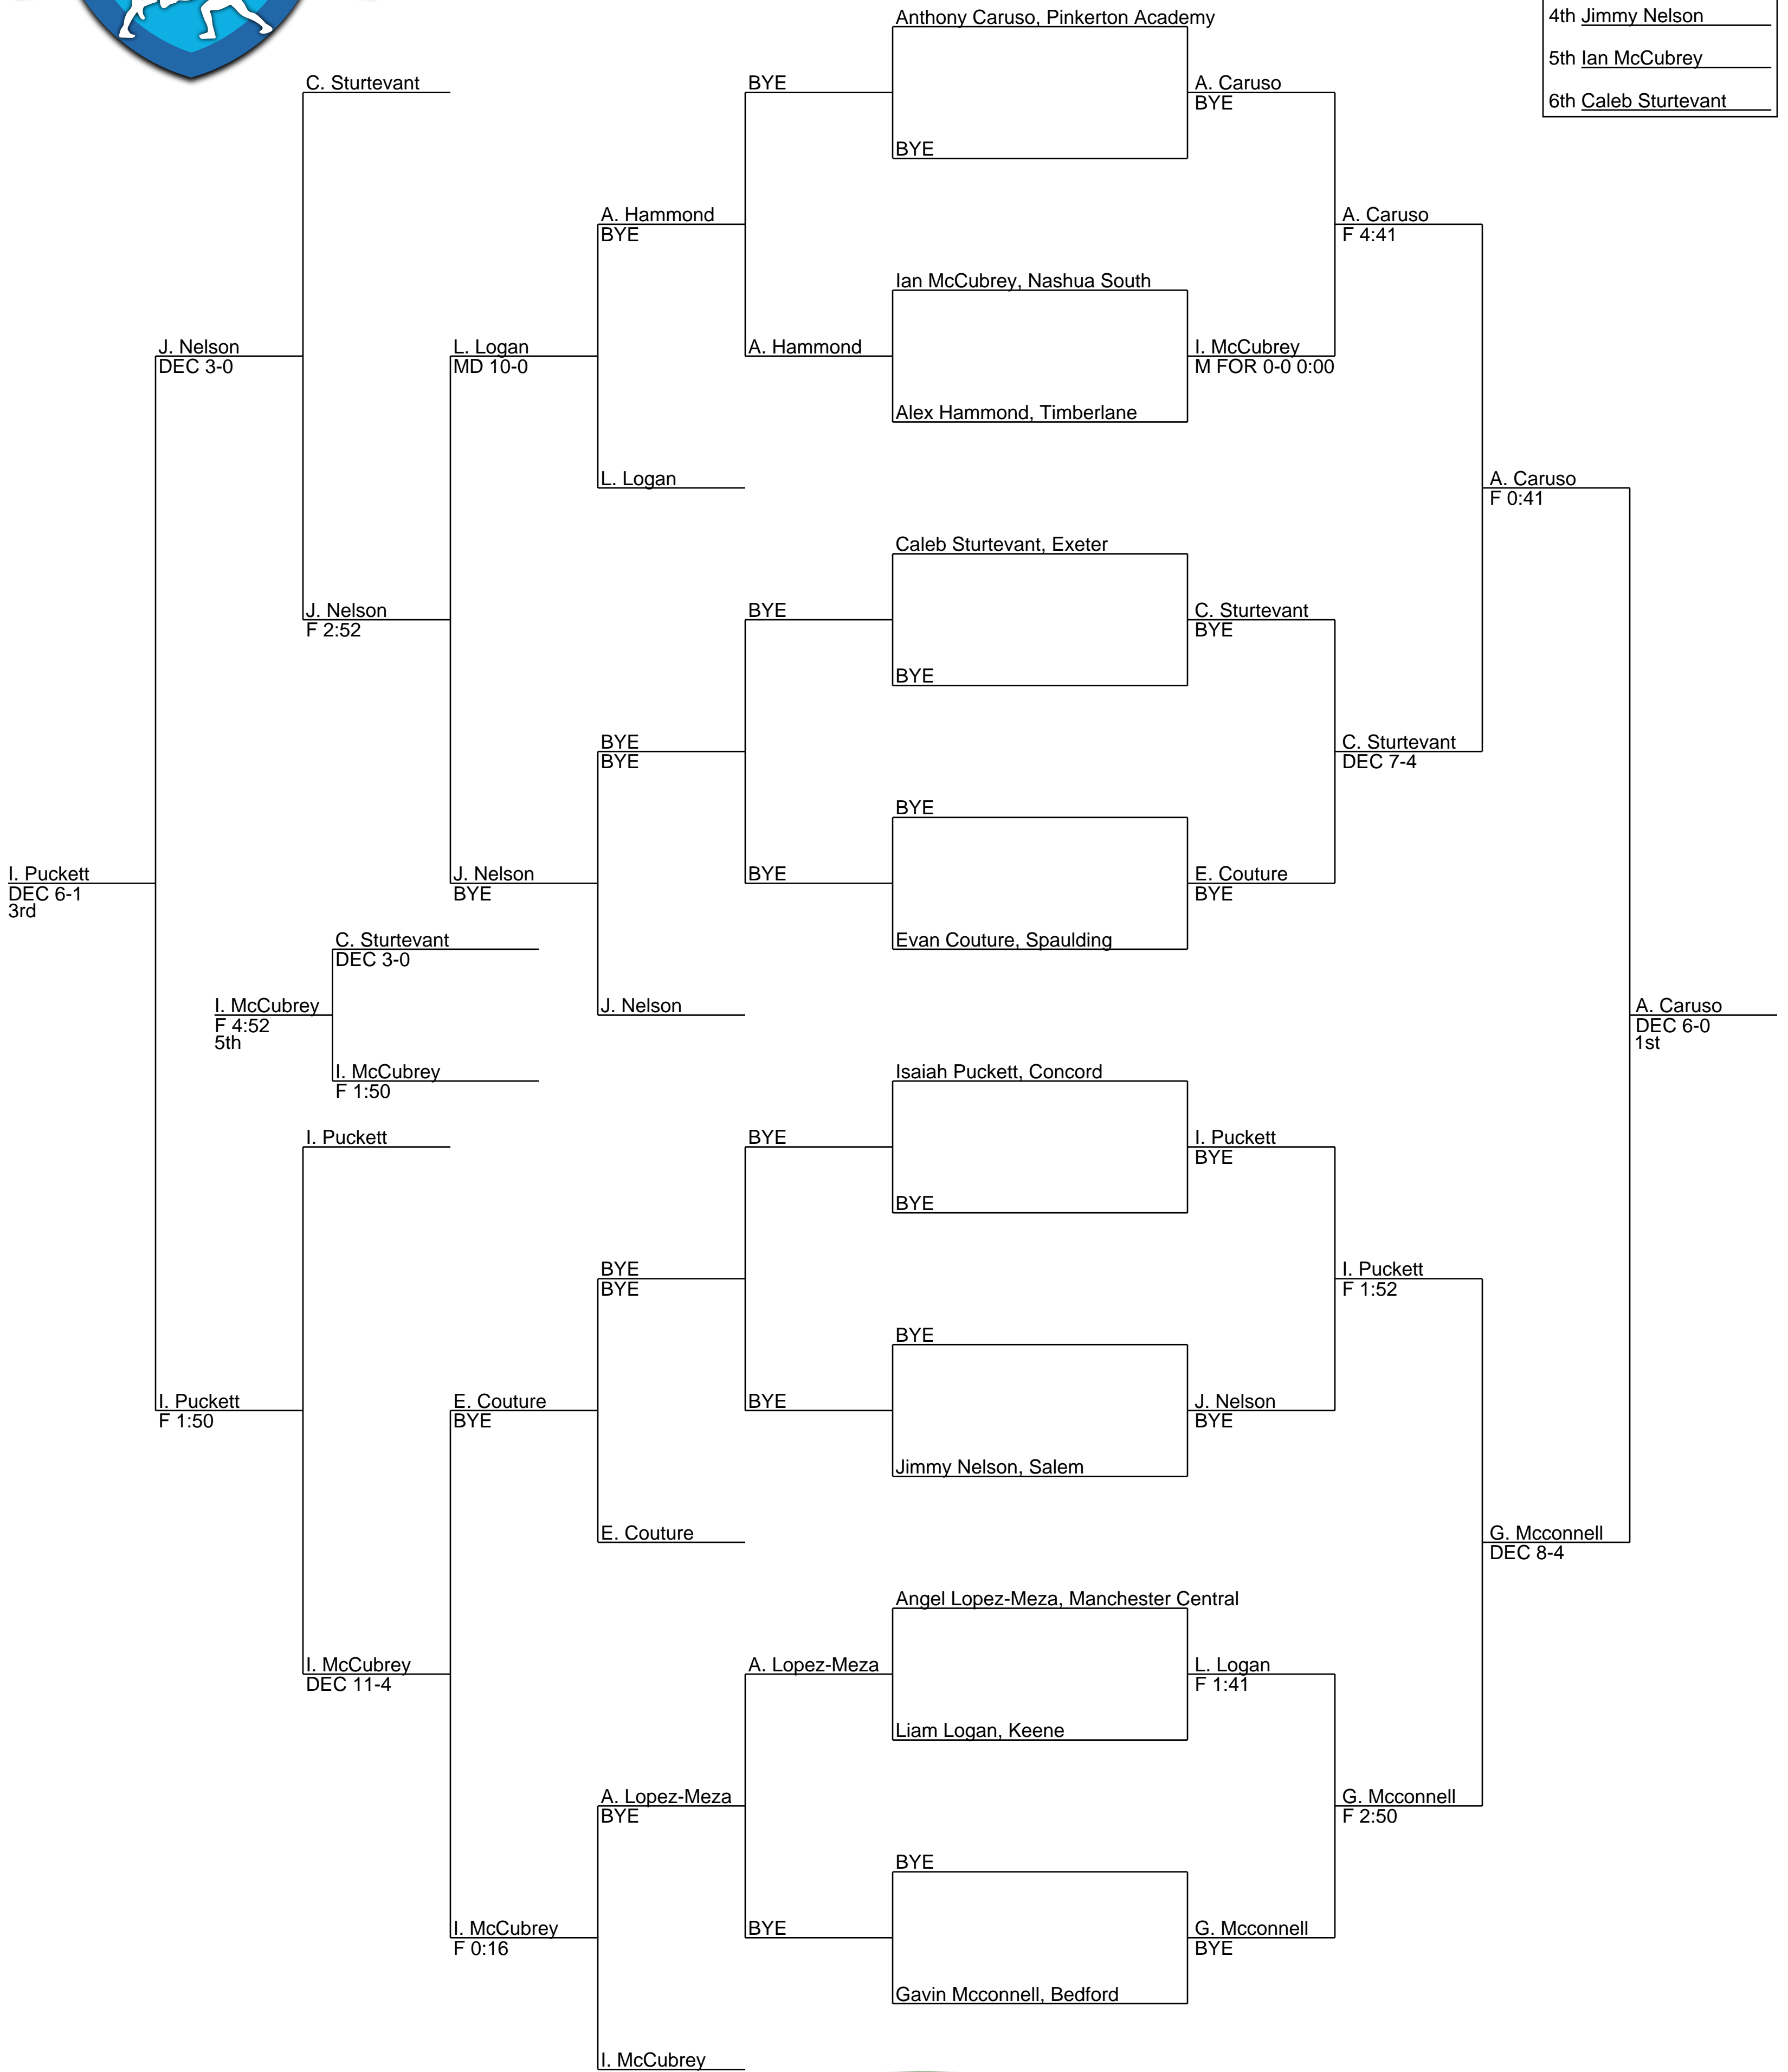 Anthony Caruso, Pinkerton Academy
4th Jimmy Nelson
5th Ian McCubrey
C. Sturtevant
BYE
A. Caruso
BYE
6th Caleb Sturtevant
BYE
A. Hammond
BYE
A. Caruso
F 4:41
Ian McCubrey, Nashua South
J. Nelson
DEC 3-0
L. Logan
MD 10-0
A. Hammond
I. McCubrey
M FOR 0-0 0:00
Alex Hammond, Timberlane
L. Logan
A. Caruso
F 0:41
Caleb Sturtevant, Exeter
J. Nelson
F 2:52
BYE
C. Sturtevant
BYE
BYE
BYE
BYE
C. Sturtevant
DEC 7-4
BYE
I. Puckett
DEC 6-1
3rd
J. Nelson
BYE
BYE
E. Couture
BYE
C. Sturtevant
DEC 3-0
Evan Couture, Spaulding
I. McCubrey
F 4:52
5th
J. Nelson
A. Caruso
DEC 6-0
1st
I. McCubrey
F 1:50
Isaiah Puckett, Concord
I. Puckett
BYE
I. Puckett
BYE
BYE
BYE
BYE
I. Puckett
F 1:52
BYE
I. Puckett
F 1:50
E. Couture
BYE
BYE
J. Nelson
BYE
Jimmy Nelson, Salem
E. Couture
G. Mcconnell
DEC 8-4
Angel Lopez-Meza, Manchester Central
I. McCubrey
DEC 11-4
A. Lopez-Meza
L. Logan
F 1:41
Liam Logan, Keene
A. Lopez-Meza
BYE
G. Mcconnell
F 2:50
BYE
I. McCubrey
F 0:16
BYE
G. Mcconnell
BYE
Gavin Mcconnell, Bedford
I. McCubrey